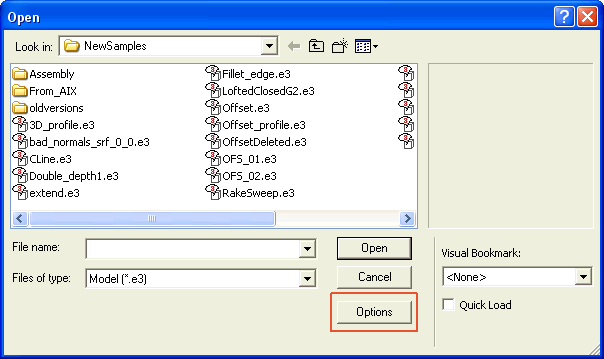 Open
Look in: NewSamples
Assembly
From_AIX
oldversions
3D_profile.e3
bad_normals_srf_0_0.e3
CLine.e3
Double_depth1.e3
extend.e3
Fillet_edge.e3
LoftedClosedG2.e3
Offset.e3
Offset_profile.e3
OffsetDeleted.e3
OFS_01.e3
OFS_02.e3
RakeSweep.e3
File name:
Open
Files of type: Model (*.e3)
Cancel
Options
Visual Bookmark:
<None>
Quick Load